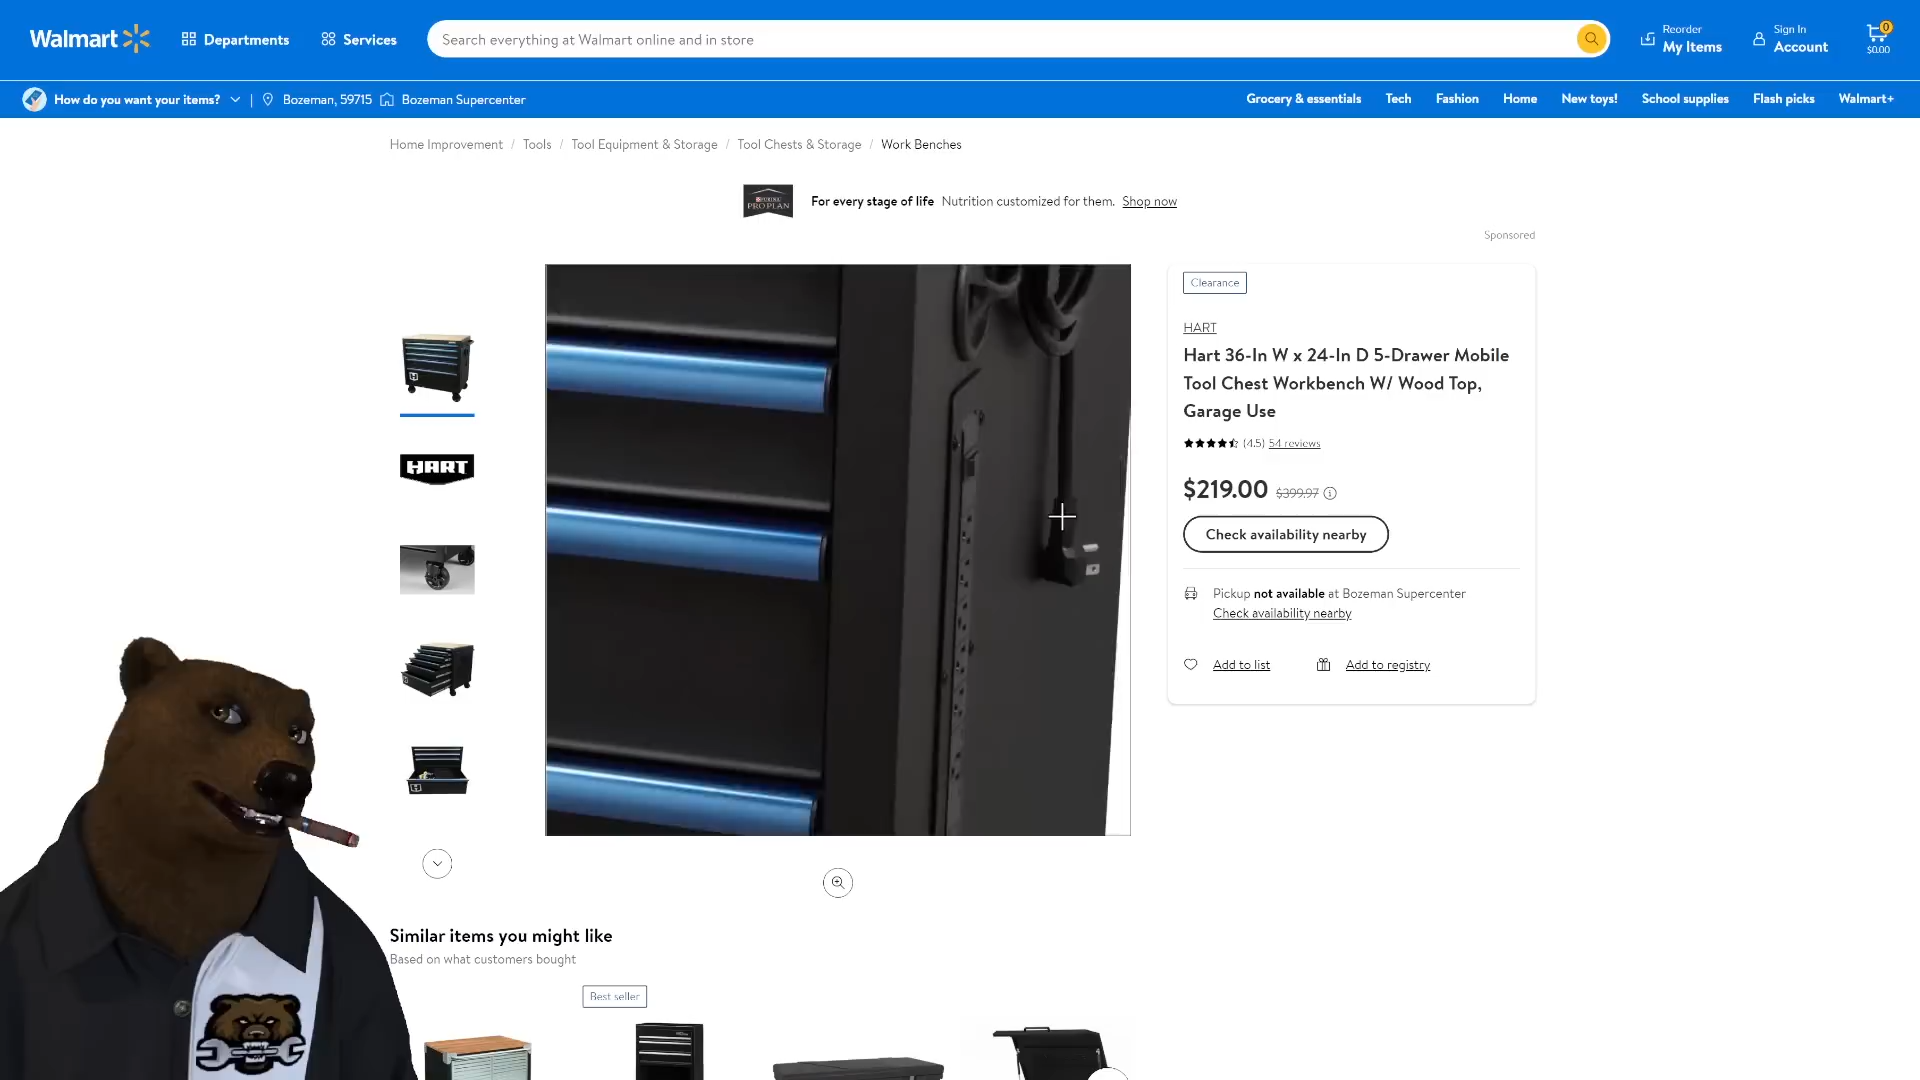 Walmart
Departments
Services
Search everything at Walmart online and in store
Reorder
My Items
Sign In
Account
0
$0.00
How do you want your items?
|
Bozeman, 59715
Bozeman Supercenter
Grocery & essentials
Tech
Fashion
Home
New toys!
School supplies
Flash picks
Walmart+
Home Improvement / Tools / Tool Equipment & Storage / Tool Chests & Storage / Work Benches
PURINA
PRO PLAN
For every stage of life Nutrition customized for them. Shop now
Sponsored
Clearance
HART
Hart 36-In W x 24-In D 5-Drawer Mobile
Tool Chest Workbench W/ Wood Top,
Garage Use
(4.5) 54 reviews
$219.00 $399.97
Check availability nearby
Pickup not available at Bozeman Supercenter
Check availability nearby
Add to list
Add to registry
HART
Similar items you might like
Based on what customers bought
Best seller